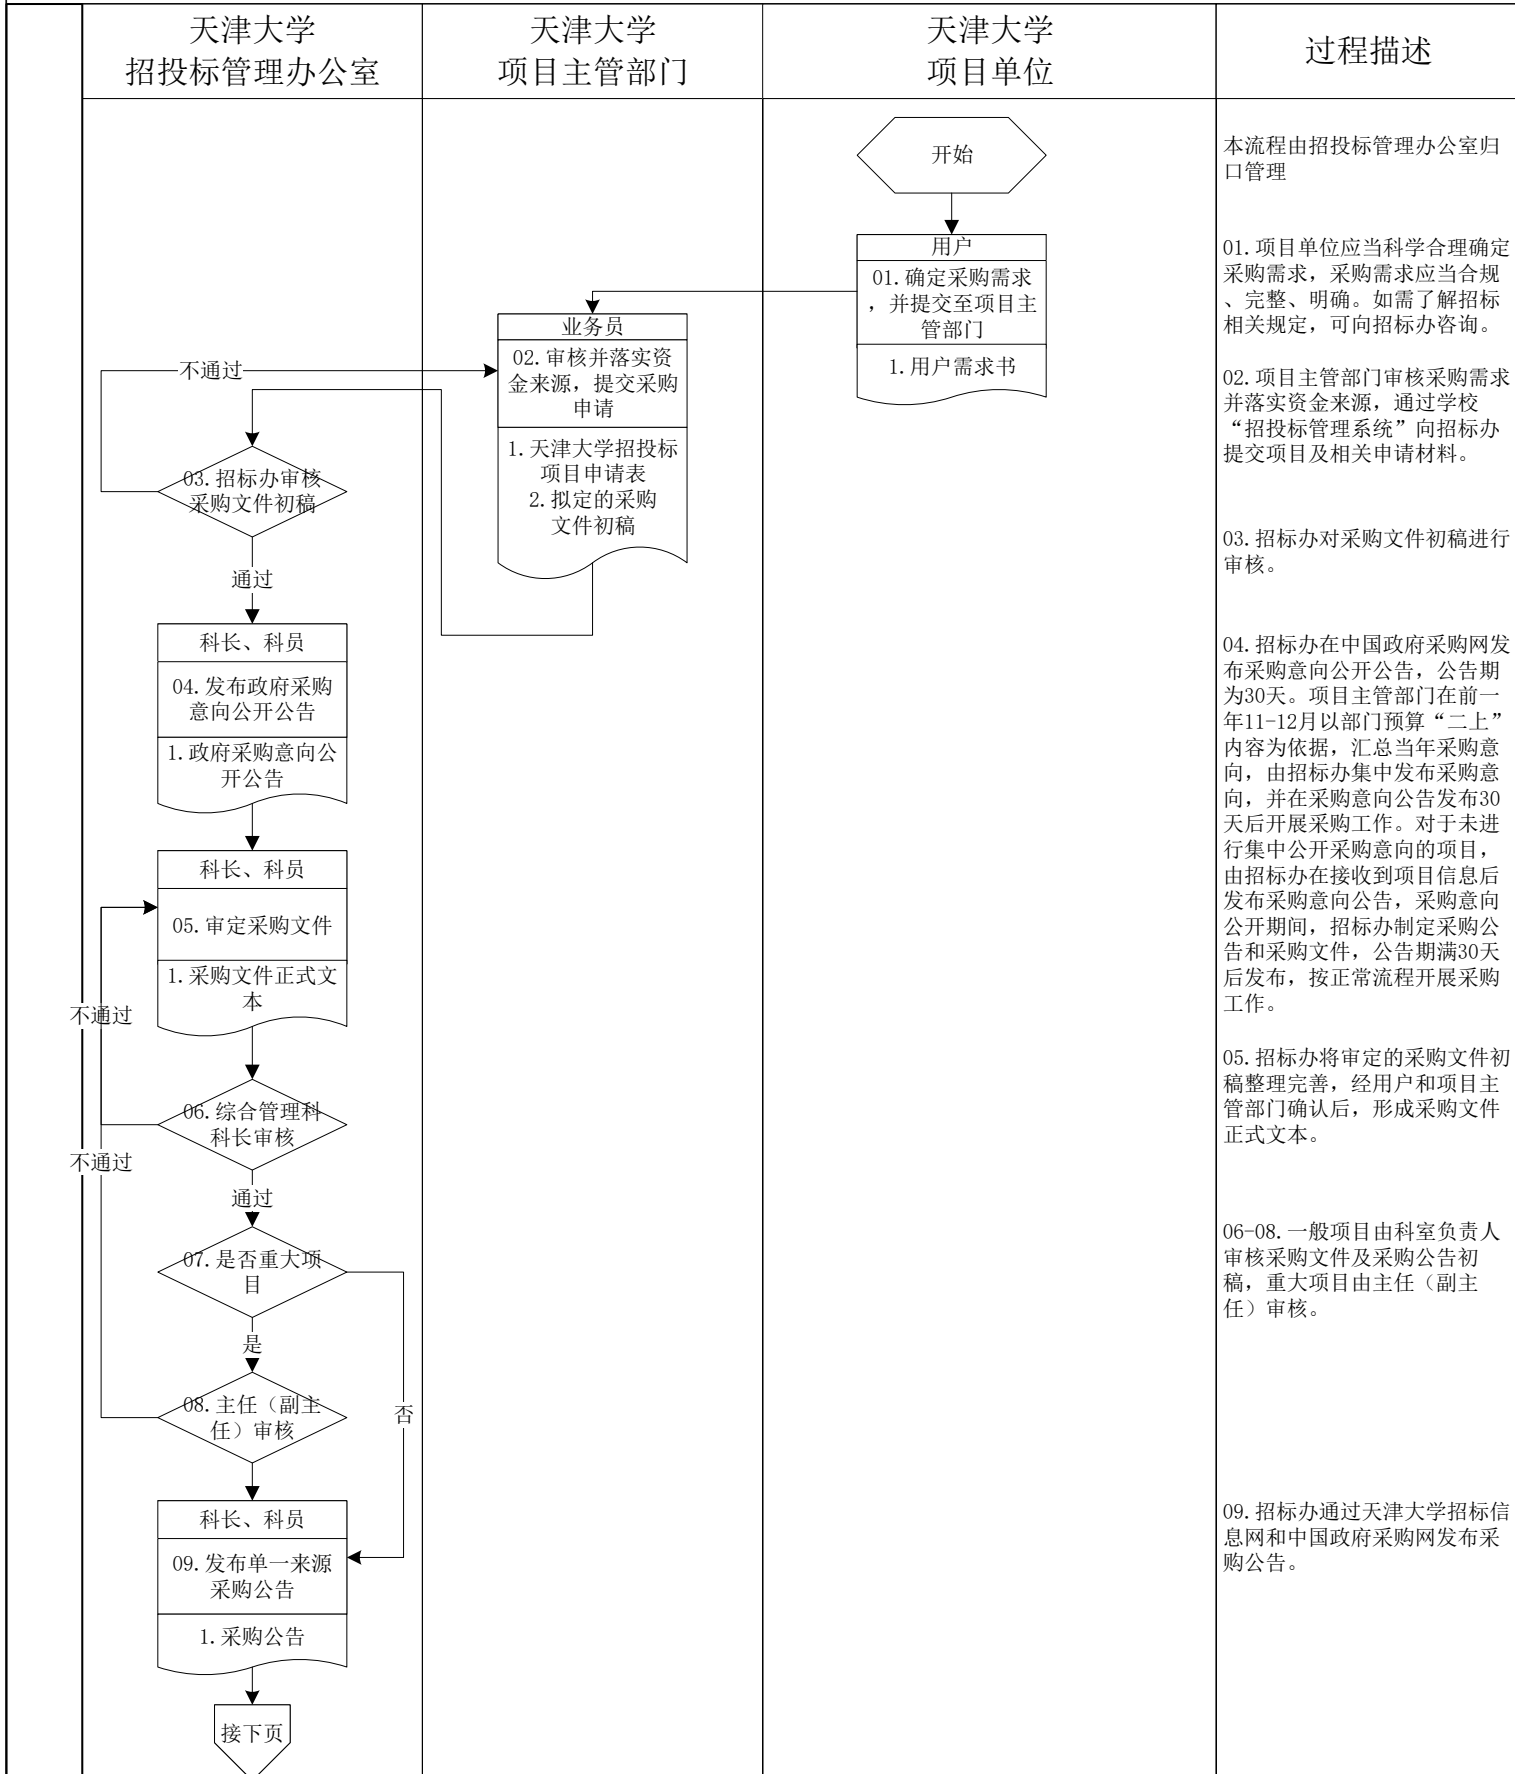 天津大学
招投标管理办公室
天津大学
项目主管部门
天津大学
项目单位
过程描述
开始
本流程由招投标管理办公室归
口管理
用户
01.确定采购需求
，并提交至项目主
管部门
1.用户需求书
01.项目单位应当科学合理确定
采购需求，采购需求应当合规
、完整、明确。如需了解招标
相关规定，可向招标办咨询。
业务员
02.审核并落实资
金来源，提交采购
申请
1.天津大学招投标
项目申请表
2.拟定的采购
文件初稿
不通过
02.项目主管部门审核采购需求
并落实资金来源，通过学校
“招投标管理系统”向招标办
提交项目及相关申请材料。
03.招标办审核
采购文件初稿
通过
03.招标办对采购文件初稿进行
审核。
科长、科员
04.发布政府采购
意向公开公告
1.政府采购意向公
开公告
04.招标办在中国政府采购网发
布采购意向公开公告，公告期
为30天。项目主管部门在前一
年11-12月以部门预算“二上”
内容为依据，汇总当年采购意
向，由招标办集中发布采购意
向，并在采购意向公告发布30
天后开展采购工作。对于未进
行集中公开采购意向的项目，
由招标办在接收到项目信息后
发布采购意向公告，采购意向
公开期间，招标办制定采购公
告和采购文件，公告期满30天
后发布，按正常流程开展采购
工作。
科长、科员
05.审定采购文件
1.采购文件正式文
本
不通过
05.招标办将审定的采购文件初
稿整理完善，经用户和项目主
管部门确认后，形成采购文件
正式文本。
06.综合管理科
科长审核
不通过
通过
07.是否重大项
目
是
06-08.一般项目由科室负责人
审核采购文件及采购公告初
稿，重大项目由主任（副主
任）审核。
08.主任（副主
任）审核
否
科长、科员
09.发布单一来源
采购公告
1.采购公告
09.招标办通过天津大学招标信
息网和中国政府采购网发布采
购公告。
接下页